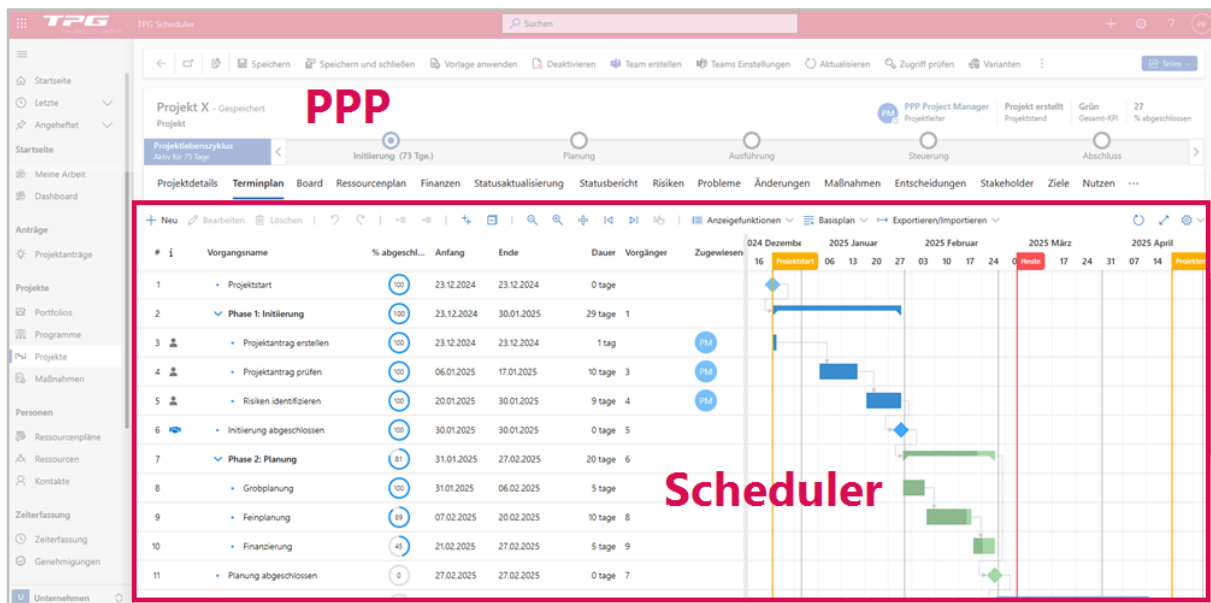 TPG TPG Scheduler Suchen PP
THE PROJECT GROUP
Speichern Speichern und schließen Vorlage anwenden Deaktivieren Team erstellen Teams Einstellungen Aktualisieren Zugriff prüfen Varianten Teilen
Startseite
Letzte
Angeheftet
Startseite
Meine Arbeit
Dashboard
Anträge
Projektanträge
Projekte
Portfolios
Programme
Projekte
Maßnahmen
Personen
Ressourcenpläne
Ressourcen
Kontakte
Zeiterfassung
Zeiterfassung
Genehmigungen
U Unternehmen
Projekt X - Gespeichert
Projekt
PPP
PM PPP Project Manager Projekt erstellt Grün 27
Projektleiter Projektstand Gesamt-KPI % abgeschlossen
Projektlebenszyklus
Aktiv für 75 Tage
Initiierung (73 Tge.) Planung Ausführung Steuerung Abschluss
Projektdetails Terminplan Board Ressourcenplan Finanzen Statusaktualisierung Statusbericht Risiken Probleme Änderungen Maßnahmen Entscheidungen Stakeholder Ziele Nutzen ...
+ Neu Bearbeiten Löschen Anzeigefunktionen Basisplan Exportieren/Importieren
# i Vorgangsname % abgeschl... Anfang Ende Dauer Vorgänger Zugewiesen
024 Dezembe 2025 Januar 2025 Februar 2025 März 2025 April
16 Projektstart 06 13 20 27 03 10 17 24 0 Heute 17 24 31 07 14 Projekten
1 Projektstart 100 23.12.2024 23.12.2024 0 tage
2 Phase 1: Initiierung 100 23.12.2024 30.01.2025 29 tage 1
3 Projektantrag erstellen 100 23.12.2024 23.12.2024 1 tag PM
4 Projektantrag prüfen 100 06.01.2025 17.01.2025 10 tage 3 PM
5 Risiken identifizieren 100 20.01.2025 30.01.2025 9 tage 4 PM
6 Initiierung abgeschlossen 100 30.01.2025 30.01.2025 0 tage 5
7 Phase 2: Planung 81 31.01.2025 27.02.2025 20 tage 6
8 Grobplanung 100 31.01.2025 06.02.2025 5 tage
9 Feinplanung 89 07.02.2025 20.02.2025 10 tage 8
10 Finanzierung 45 21.02.2025 27.02.2025 5 tage 9
11 Planung abgeschlossen 0 27.02.2025 27.02.2025 0 tage 7
Scheduler